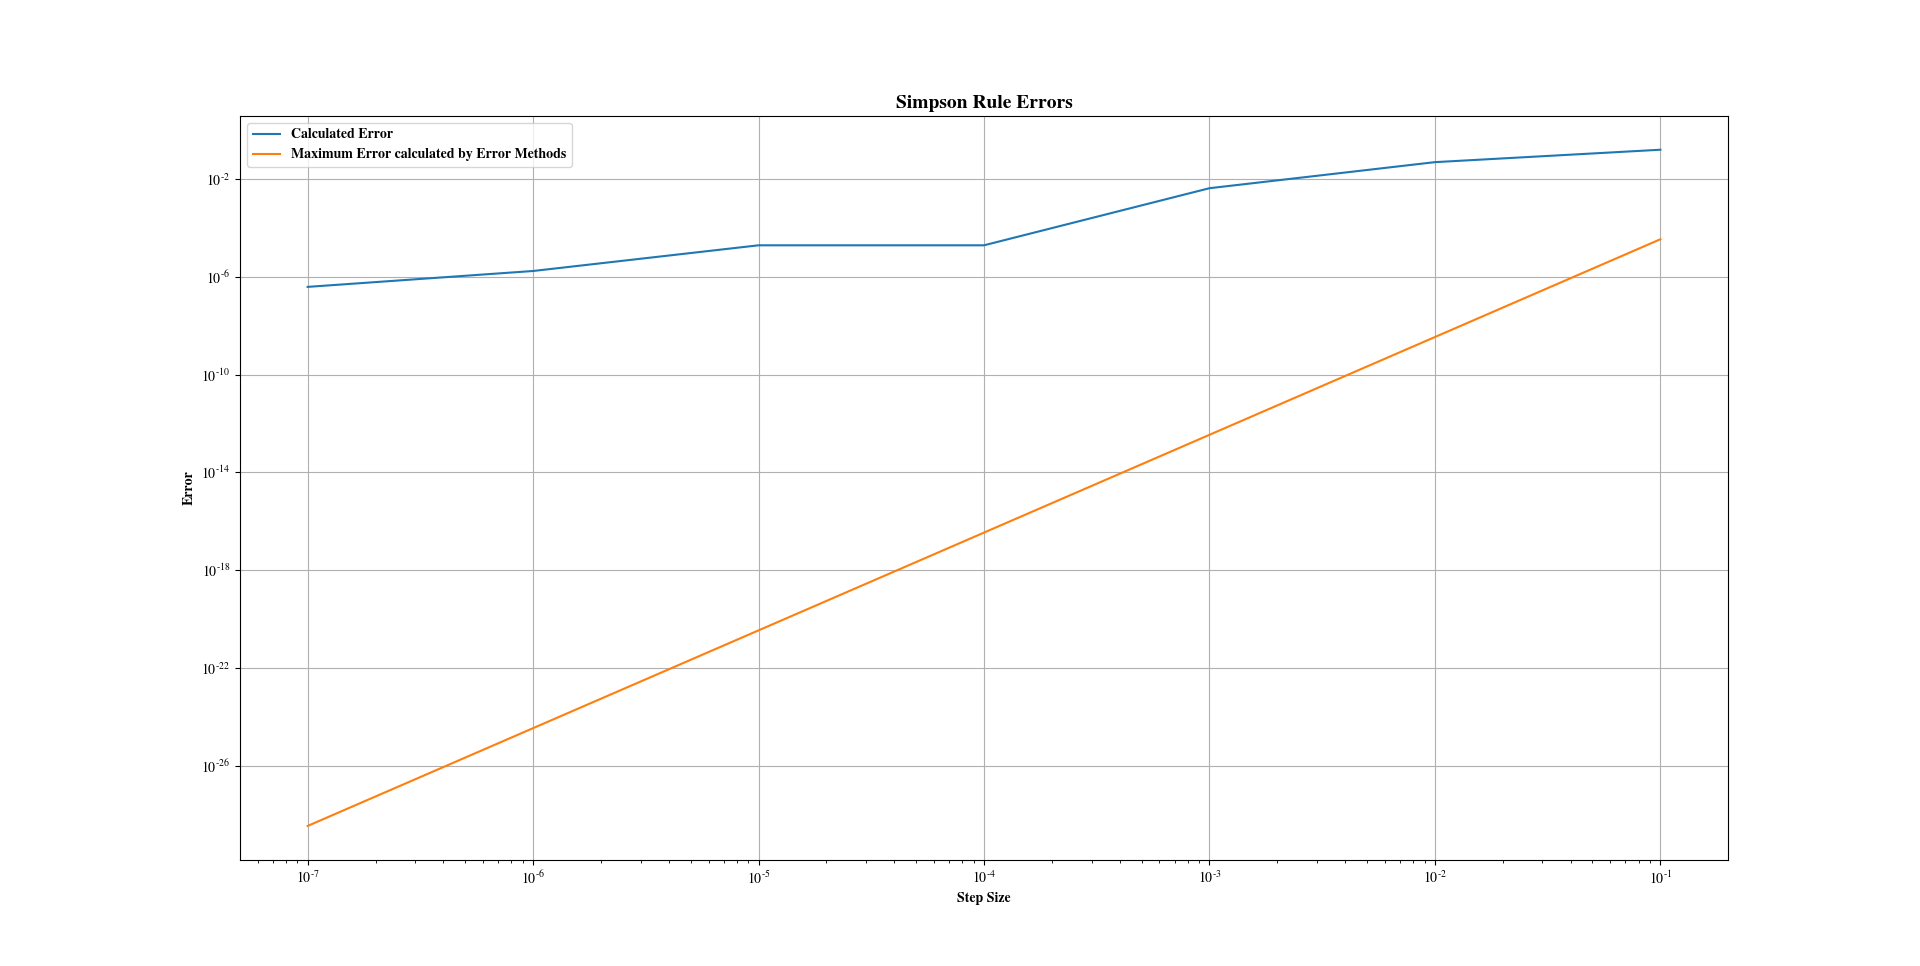 Simpson Rule Errors
Calculated Error
Maximum Error calculated by Error Methods
10^-2
10^-6
10^-10
10^-14
10^-18
10^-22
10^-26
Error
10^-7 10^-6 10^-5 10^-4 10^-3 10^-2 10^-1
Step Size